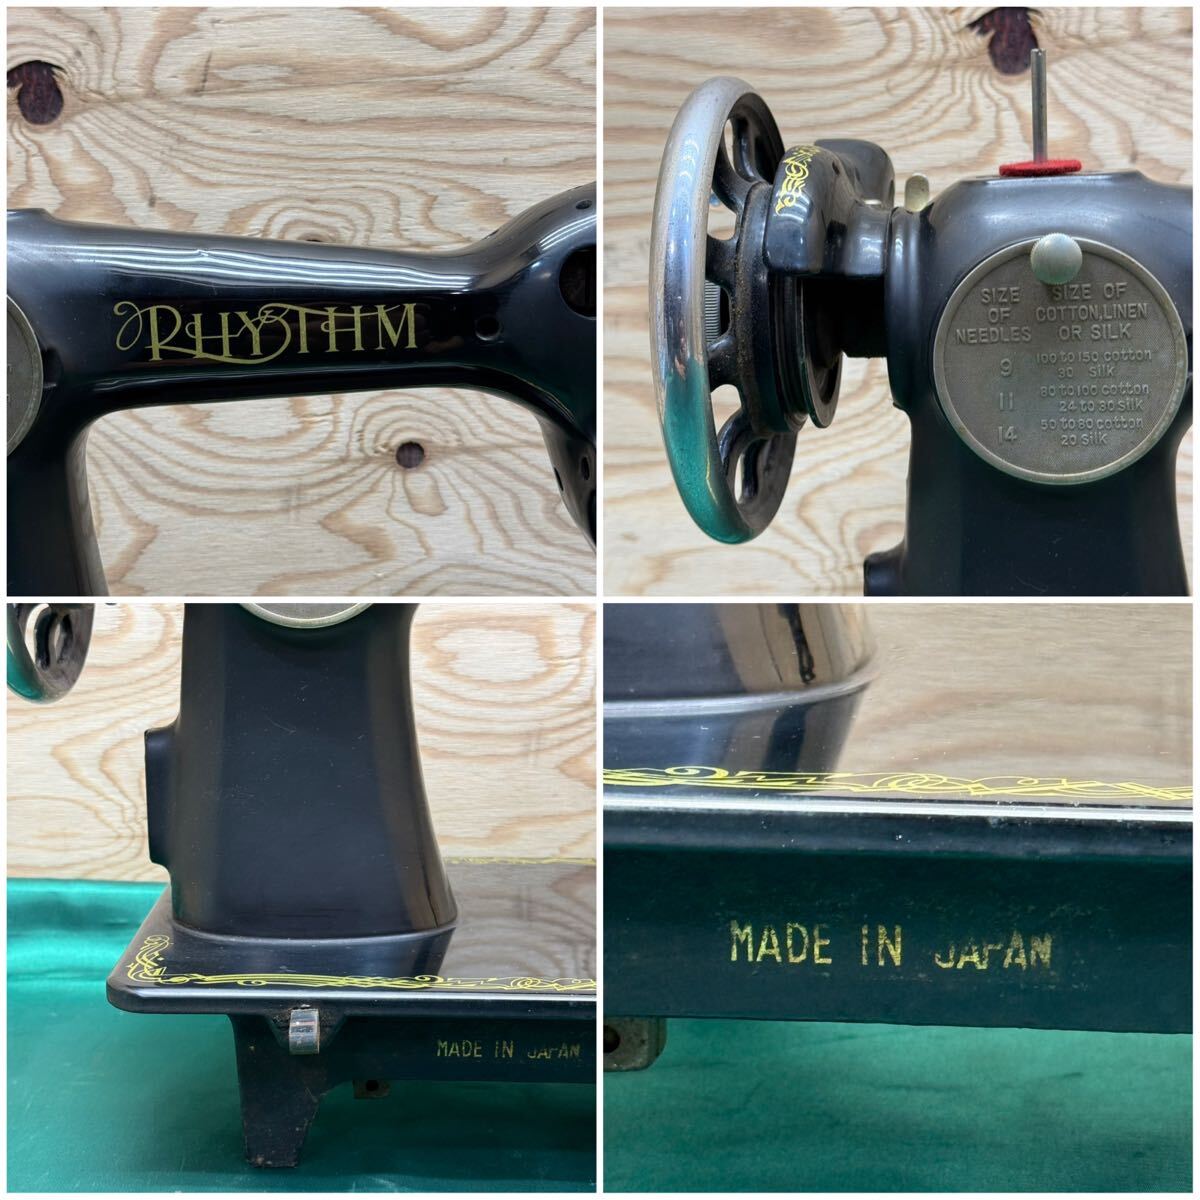 RHYTHM
SIZE OF NEEDLES SIZE OF COTTON, LINEN OR SILK
9 100 to 150 cotton
30 silk
11 80 to 100 cotton
24 to 30 silk
14 50 to 80 cotton
20 silk
MADE IN JAPAN
MADE IN JAPAN